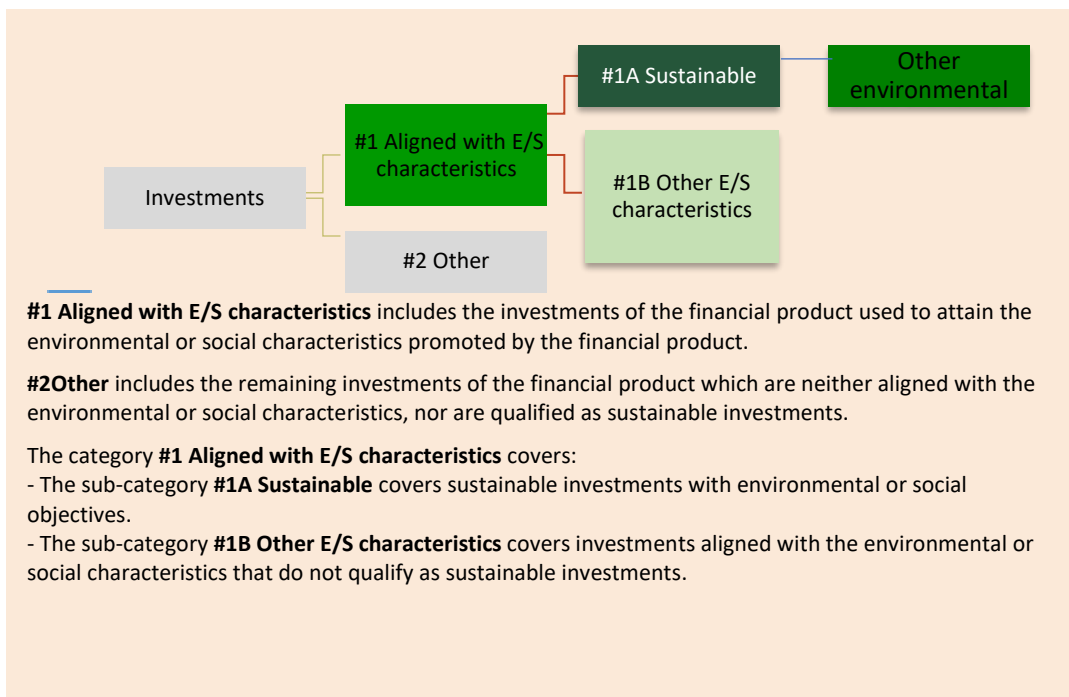 #1A Sustainable
Other
environmental
#1 Aligned with E/S
characteristics
#1B Other E/S
characteristics
Investments
#2 Other
#1 Aligned with E/S characteristics includes the investments of the financial product used to attain the
environmental or social characteristics promoted by the financial product.
#2Other includes the remaining investments of the financial product which are neither aligned with the
environmental or social characteristics, nor are qualified as sustainable investments.
The category #1 Aligned with E/S characteristics covers:
- The sub-category #1A Sustainable covers sustainable investments with environmental or social
objectives.
- The sub-category #1B Other E/S characteristics covers investments aligned with the environmental or
social characteristics that do not qualify as sustainable investments.